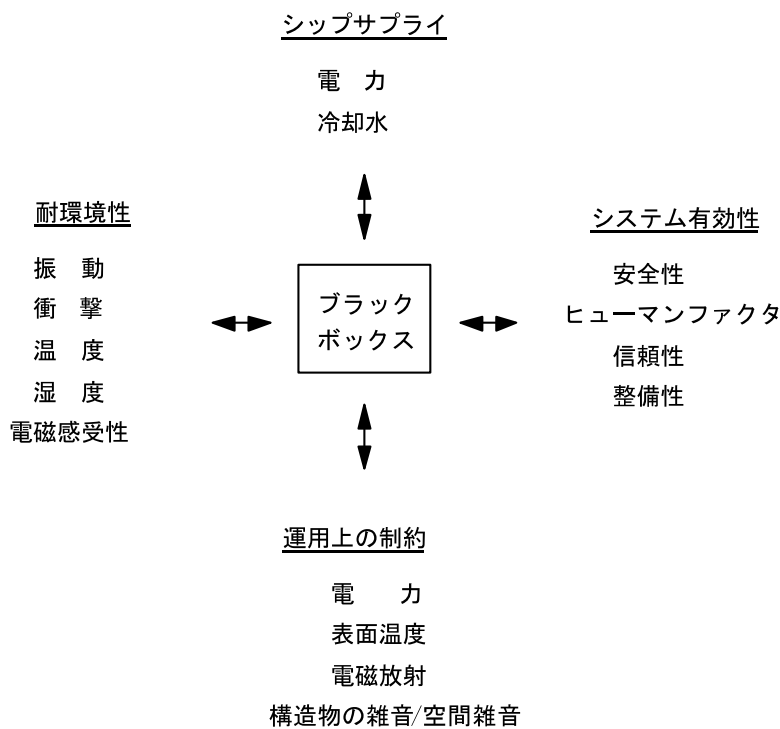 シップサプライ
電　力
冷却水
耐環境性
振　動
衝　撃
温　度
湿　度
電磁感受性
ブラック
ボックス
システム有効性
安全性
ヒューマンファクタ
信頼性
整備性
運用上の制約
電　　力
表面温度
電磁放射
構造物の雑音/空間雑音